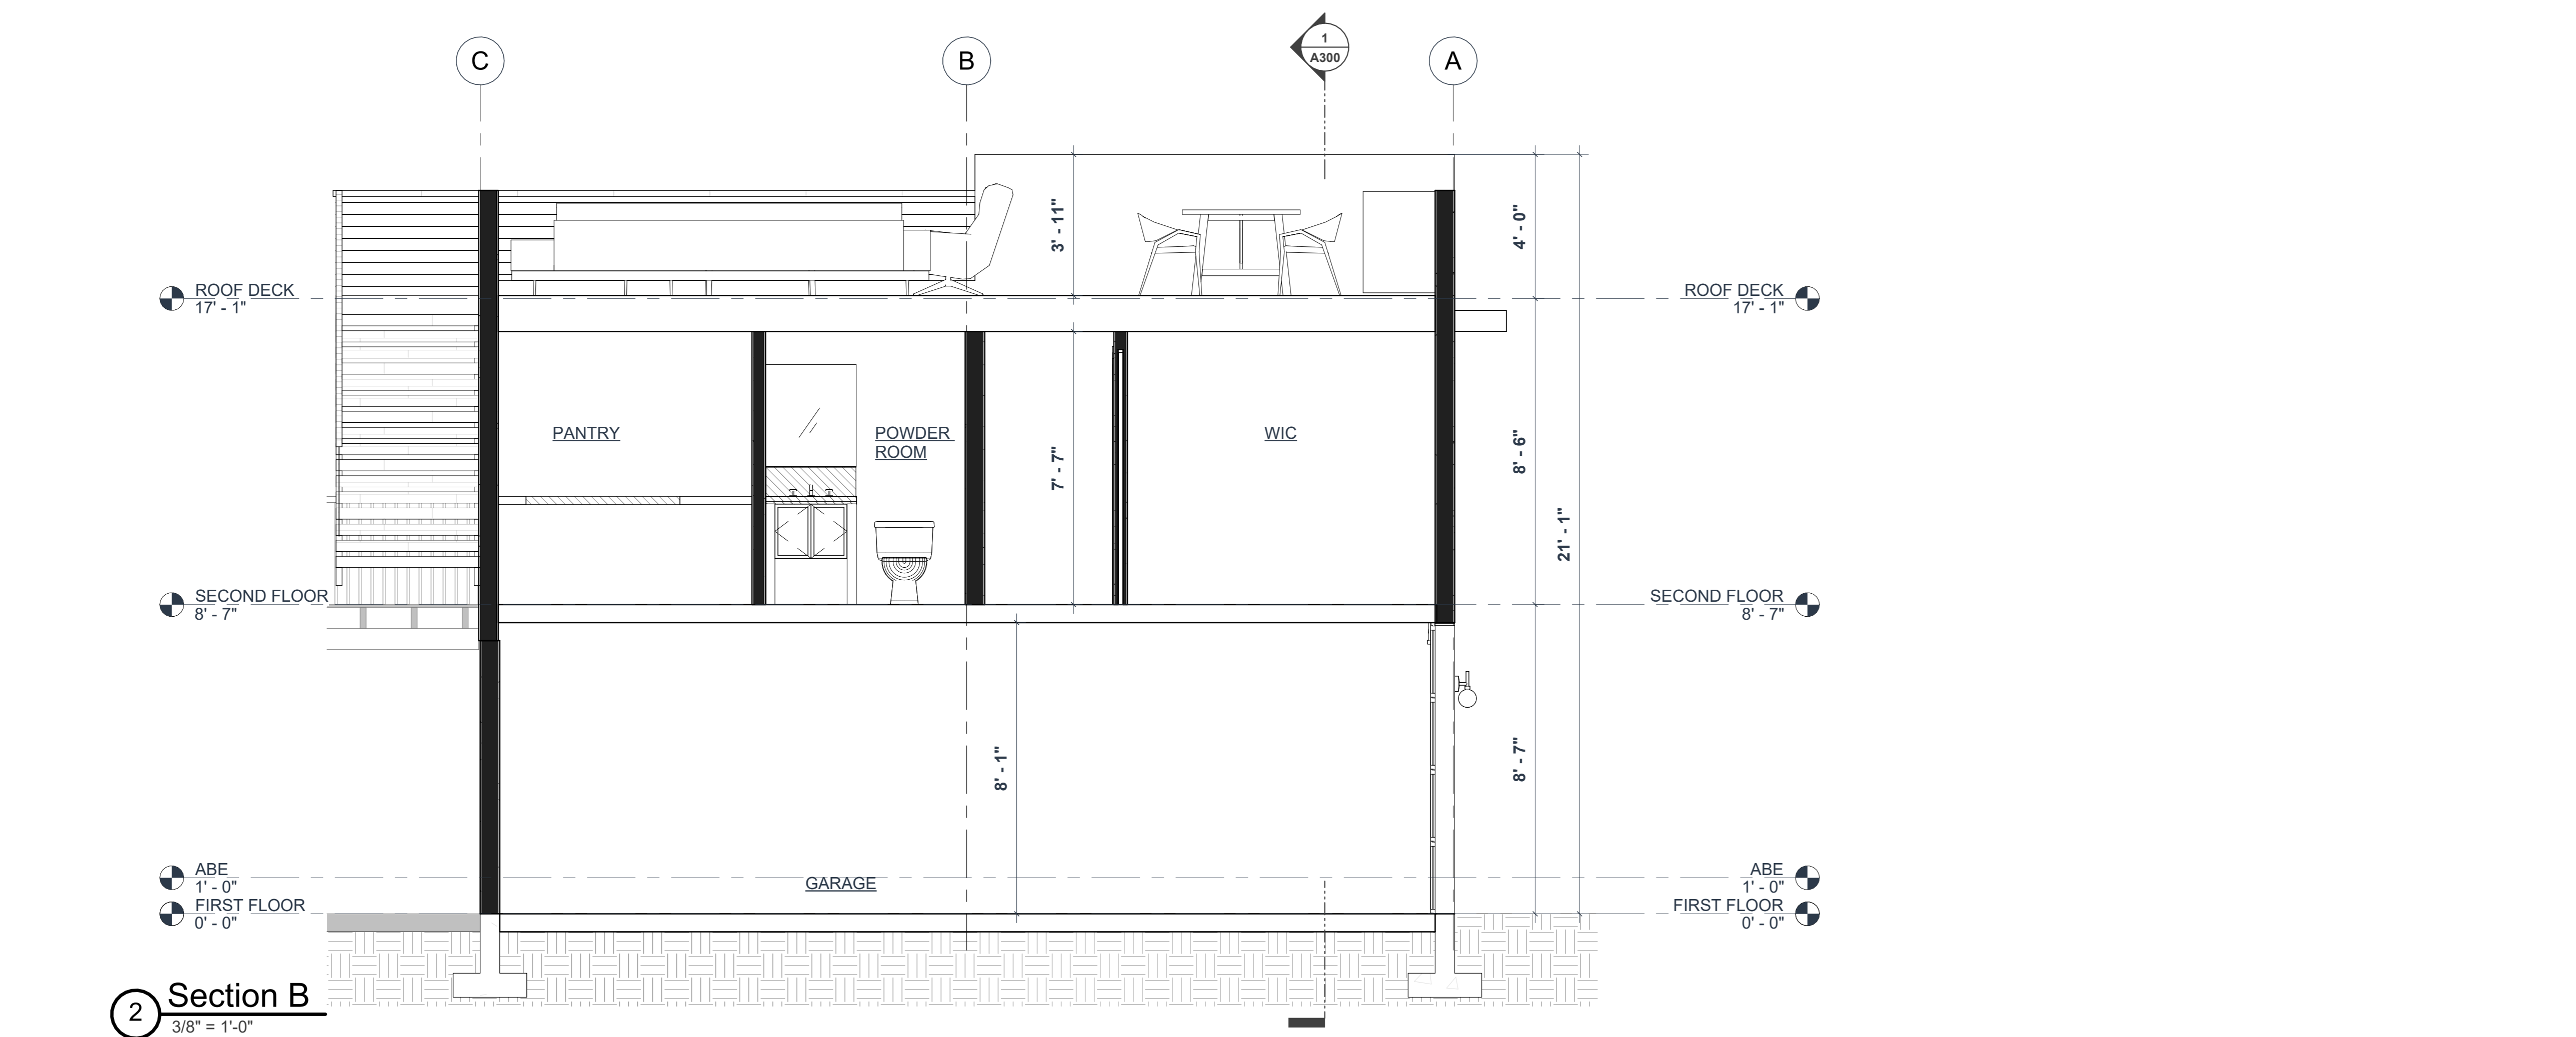 C
B
1
A300
A
3' - 11"
4' - 0"
ROOF DECK
17' - 1"
ROOF DECK
17' - 1"
PANTRY
POWDER
ROOM
WIC
7' - 7"
8' - 6"
21' - 1"
SECOND FLOOR
8' - 7"
SECOND FLOOR
8' - 7"
8' - 1"
8' - 7"
ABE
1' - 0"
GARAGE
ABE
1' - 0"
FIRST FLOOR
0' - 0"
FIRST FLOOR
0' - 0"
2
Section B
3/8" = 1'-0"